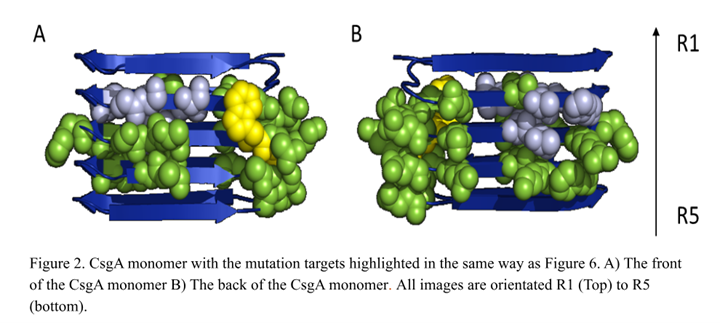 A
B
R1
R5
Figure 2. CsgA monomer with the mutation targets highlighted in the same way as Figure 6. A) The front
of the CsgA monomer B) The back of the CsgA monomer. All images are orientated R1 (Top) to R5
(bottom).